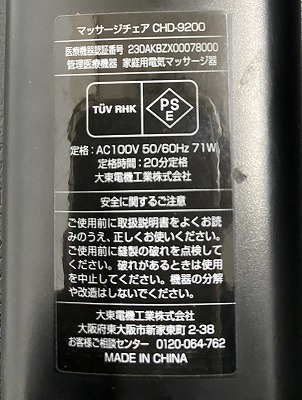 マッサージチェア CHD-9200
医療機器認証番号 230AKBZX00078000
管理医療機器 家庭用電気マッサージ器
TÜV RHK
PS
E
定格：AC100V 50/60Hz 71W
定格時間：20分定格
大東電機工業株式会社
安全に関するご注意
ご使用前に取扱説明書をよくお読
みのうえ、正しくお使いください。
ご使用前に縫製の破れを点検して
ください。破れがあるときは使用
を中止してください。機器の分解
や改造はしないでください。
大東電機工業株式会社
大阪府東大阪市新家東町 2-38
お客様ご相談センター 0120-064-762
MADE IN CHINA